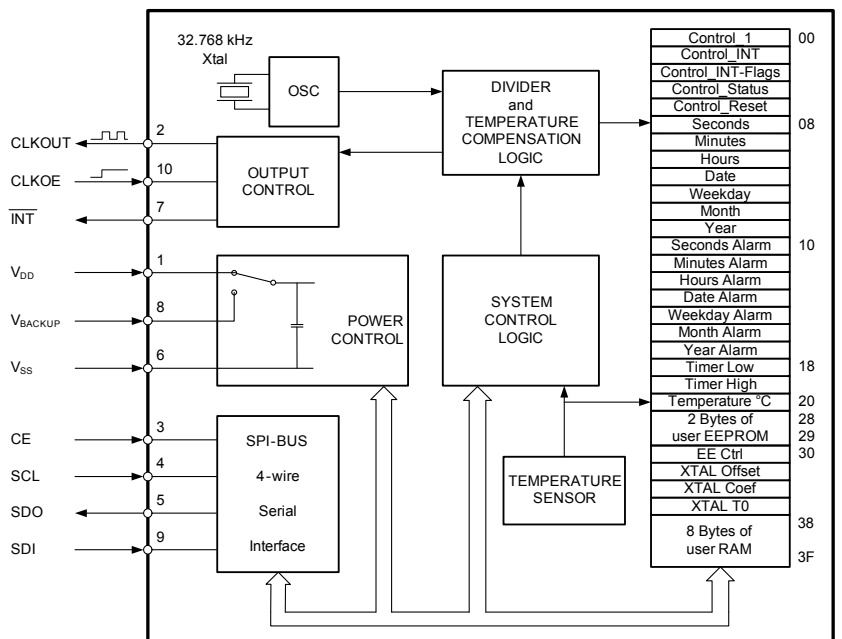 32.768 kHz
Xtal
OSC
DIVIDER
and
TEMPERATURE
COMPENSATION
LOGIC
CLKOUT
2
CLKOE
10
INT
7
OUTPUT
CONTROL
VDD
1
VBACKUP
8
VSS
6
POWER
CONTROL
SYSTEM
CONTROL
LOGIC
CE
3
SCL
4
SDO
5
SDI
9
SPI-BUS
4-wire
Serial
Interface
TEMPERATURE
SENSOR
Control_1 00
Control_INT
Control_INT-Flags
Control_Status
Control_Reset
Seconds 08
Minutes
Hours
Date
Weekday
Month
Year
Seconds Alarm 10
Minutes Alarm
Hours Alarm
Date Alarm
Weekday Alarm
Month Alarm
Year Alarm
Timer Low 18
Timer High
Temperature °C 20
2 Bytes of 28
user EEPROM 29
EE Ctrl 30
XTAL Offset
XTAL Coef
XTAL T0
38
8 Bytes of
user RAM
3F